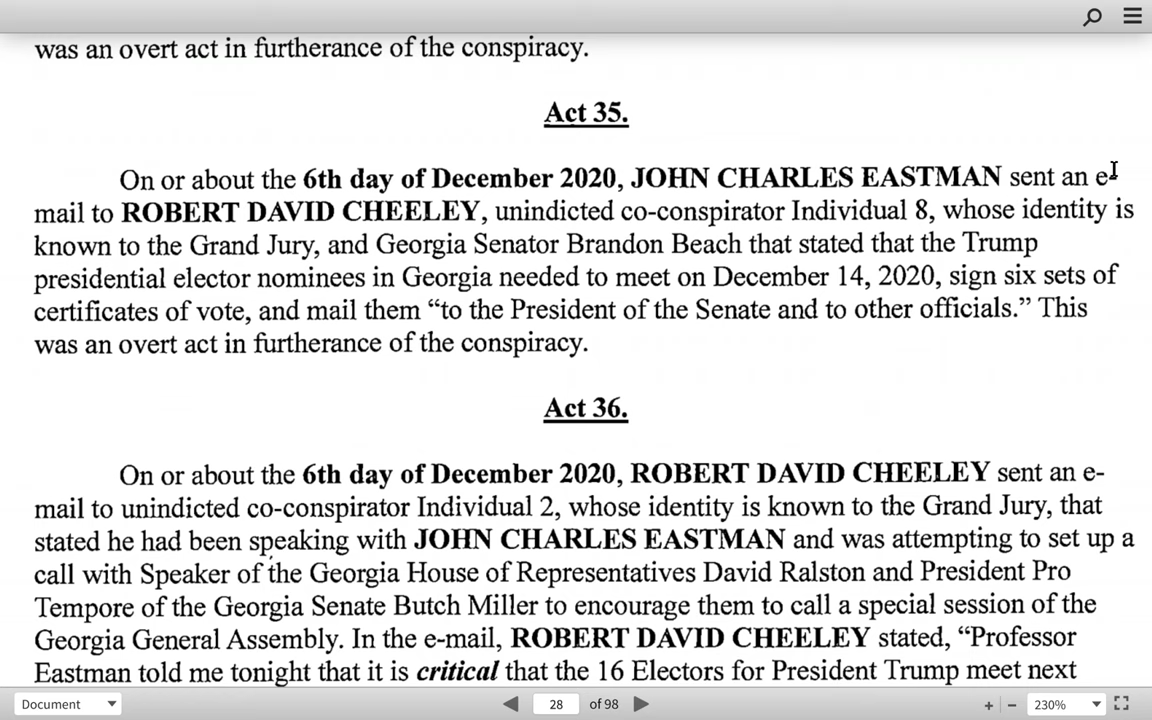 was an overt act in furtherance of the conspiracy.
Act 35.
On or about the 6th day of December 2020, JOHN CHARLES EASTMAN sent an e-
mail to ROBERT DAVID CHEELEY, unindicted co-conspirator Individual 8, whose identity is
known to the Grand Jury, and Georgia Senator Brandon Beach that stated that the Trump
presidential elector nominees in Georgia needed to meet on December 14, 2020, sign six sets of
certificates of vote, and mail them “to the President of the Senate and to other officials.” This
was an overt act in furtherance of the conspiracy.
Act 36.
On or about the 6th day of December 2020, ROBERT DAVID CHEELEY sent an e-
mail to unindicted co-conspirator Individual 2, whose identity is known to the Grand Jury, that
stated he had been speaking with JOHN CHARLES EASTMAN and was attempting to set up a
call with Speaker of the Georgia House of Representatives David Ralston and President Pro
Tempore of the Georgia Senate Butch Miller to encourage them to call a special session of the
Georgia General Assembly. In the e-mail, ROBERT DAVID CHEELEY stated, “Professor
Eastman told me tonight that it is critical that the 16 Electors for President Trump meet next
Document 28 of 98 + − 230%